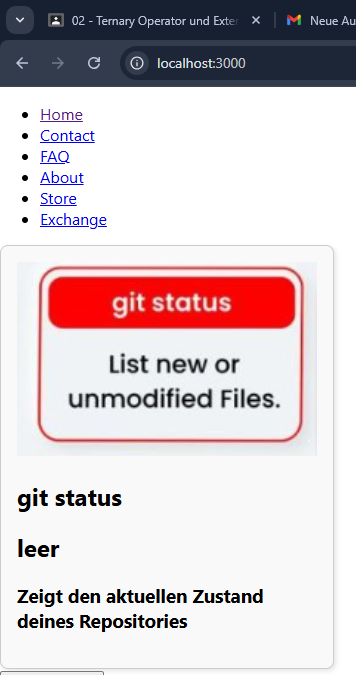 02 - Ternary Operator und Exter
Neue Au
localhost:3000
Home
Contact
FAQ
About
Store
Exchange
git status
List new or
unmodified Files.
git status
leer
Zeigt den aktuellen Zustand
deines Repositories